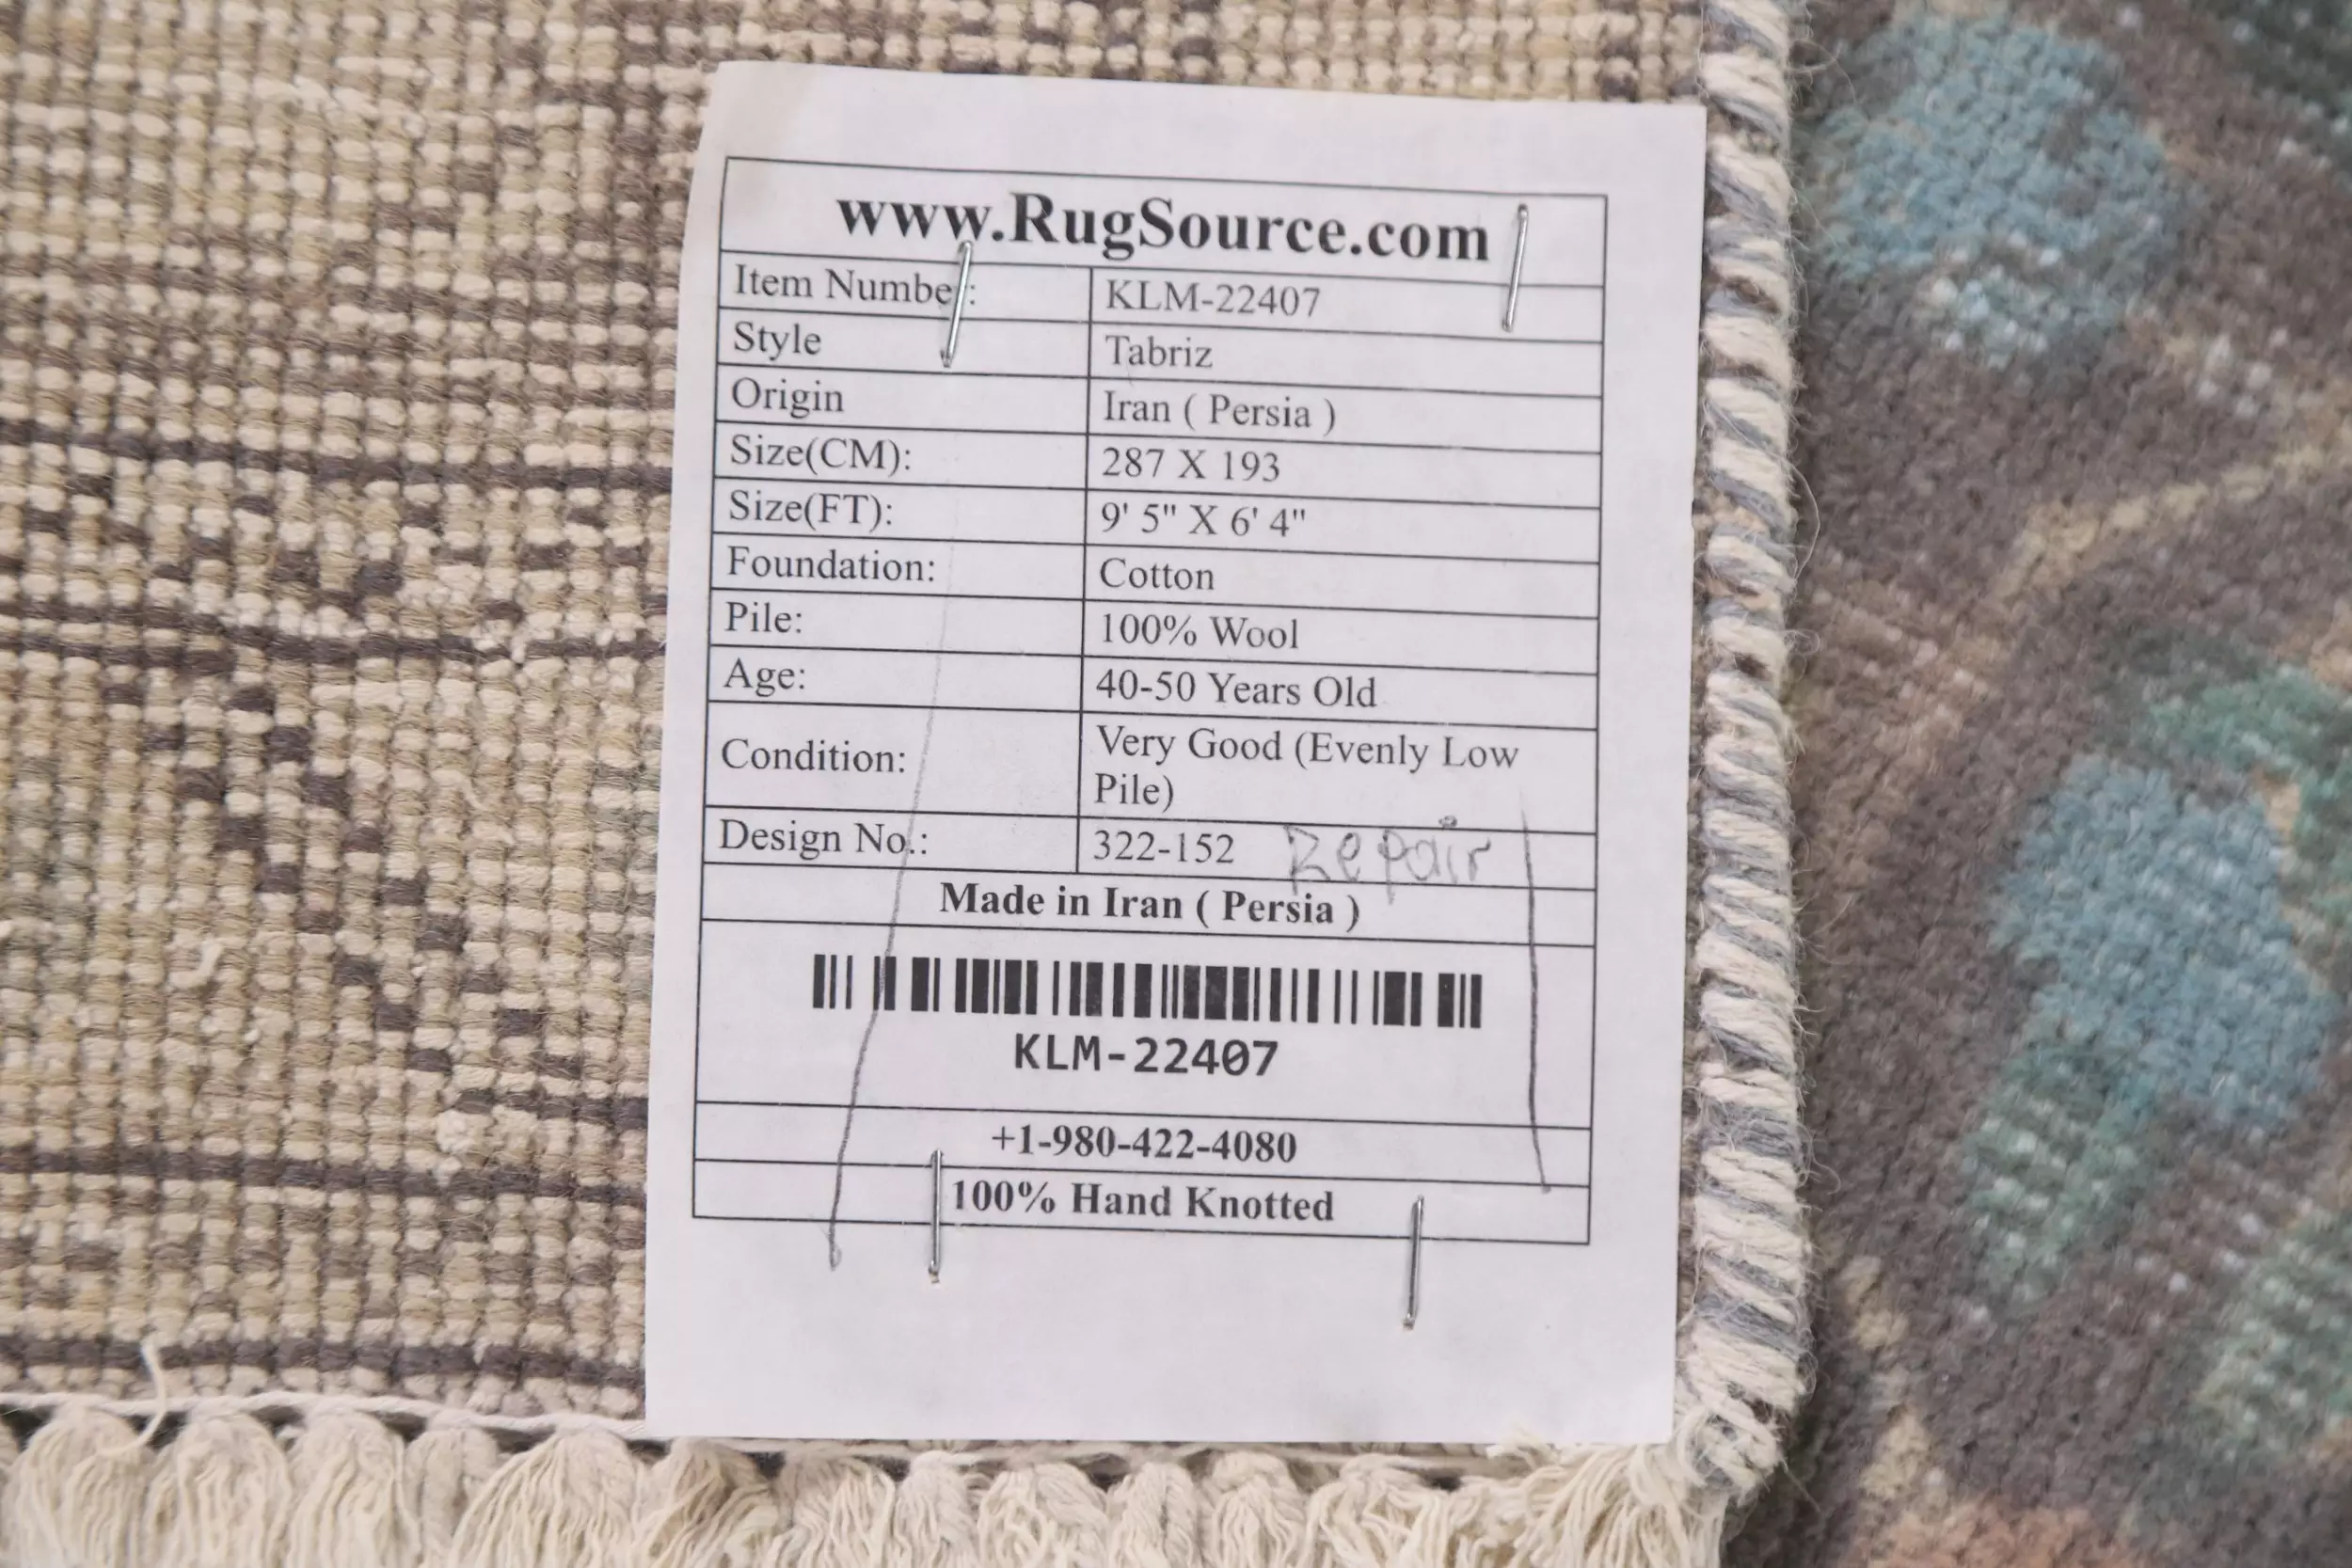 www.RugSource.com
Item Number: KLM-22407
Style Tabriz
Origin Iran ( Persia )
Size(CM): 287 X 193
Size(FT): 9' 5" X 6' 4"
Foundation: Cotton
Pile: 100% Wool
Age: 40-50 Years Old
Condition: Very Good (Evenly Low
Pile)
Design No.: 322-152 Repair
Made in Iran ( Persia )
KLM-22407
+1-980-422-4080
100% Hand Knotted